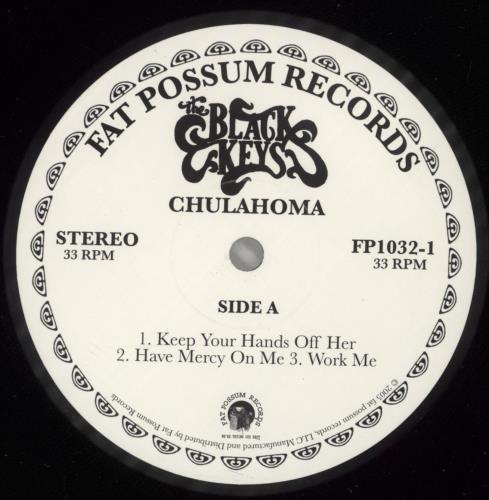 FAT POSSUM RECORDS
the
BLACK
KEYS
CHULAHOMA
STEREO
33 RPM
FP1032-1
33 RPM
SIDE A
1. Keep Your Hands Off Her
2. Have Mercy On Me 3. Work Me
FAT POSSUM RECORDS
© 2005 Fat possum records, LLC Manufactured and Distributed by Fat Possum Records